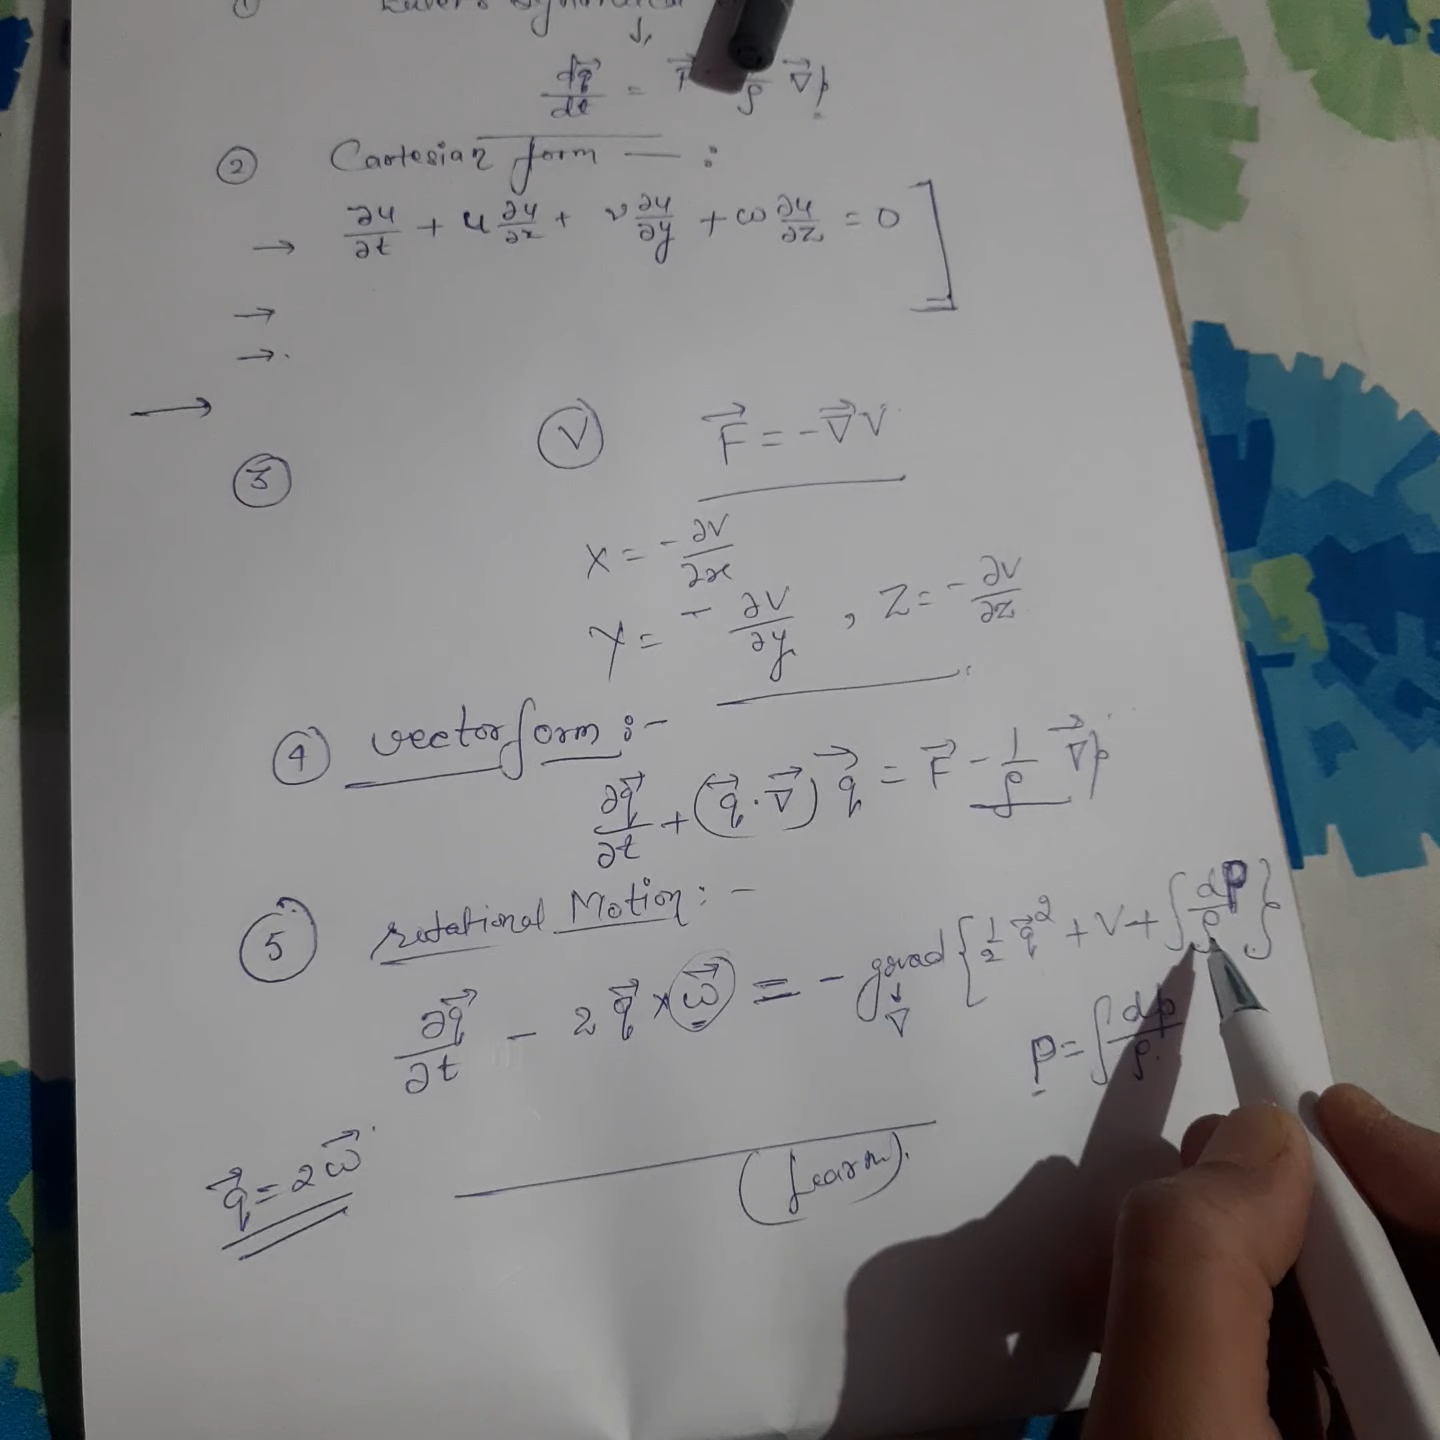 ①
↓
dq⃗/dt = ρ ∇⃗p
② Cartesian form — :
→ ∂u/∂t + u ∂u/∂x + v ∂u/∂y + ω ∂u/∂z = 0 ]
→
→.
→
Ⓥ F⃗ = -∇⃗V
③
X = -∂V/∂x
Y = -∂V/∂y , Z = -∂V/∂z
④ vector form :-
∂q⃗/∂t + (q⃗.∇⃗) q⃗ = F⃗ - 1/ρ ∇⃗p
⑤ rotational Motion: -
∂q⃗/∂t - 2 q⃗ × ω⃗ = - grad { 1/2 q⃗² + V + ∫ dp/ρ }
↓
∇
P = ∫ dp/ρ
q⃗ = 2ω⃗
(learn).